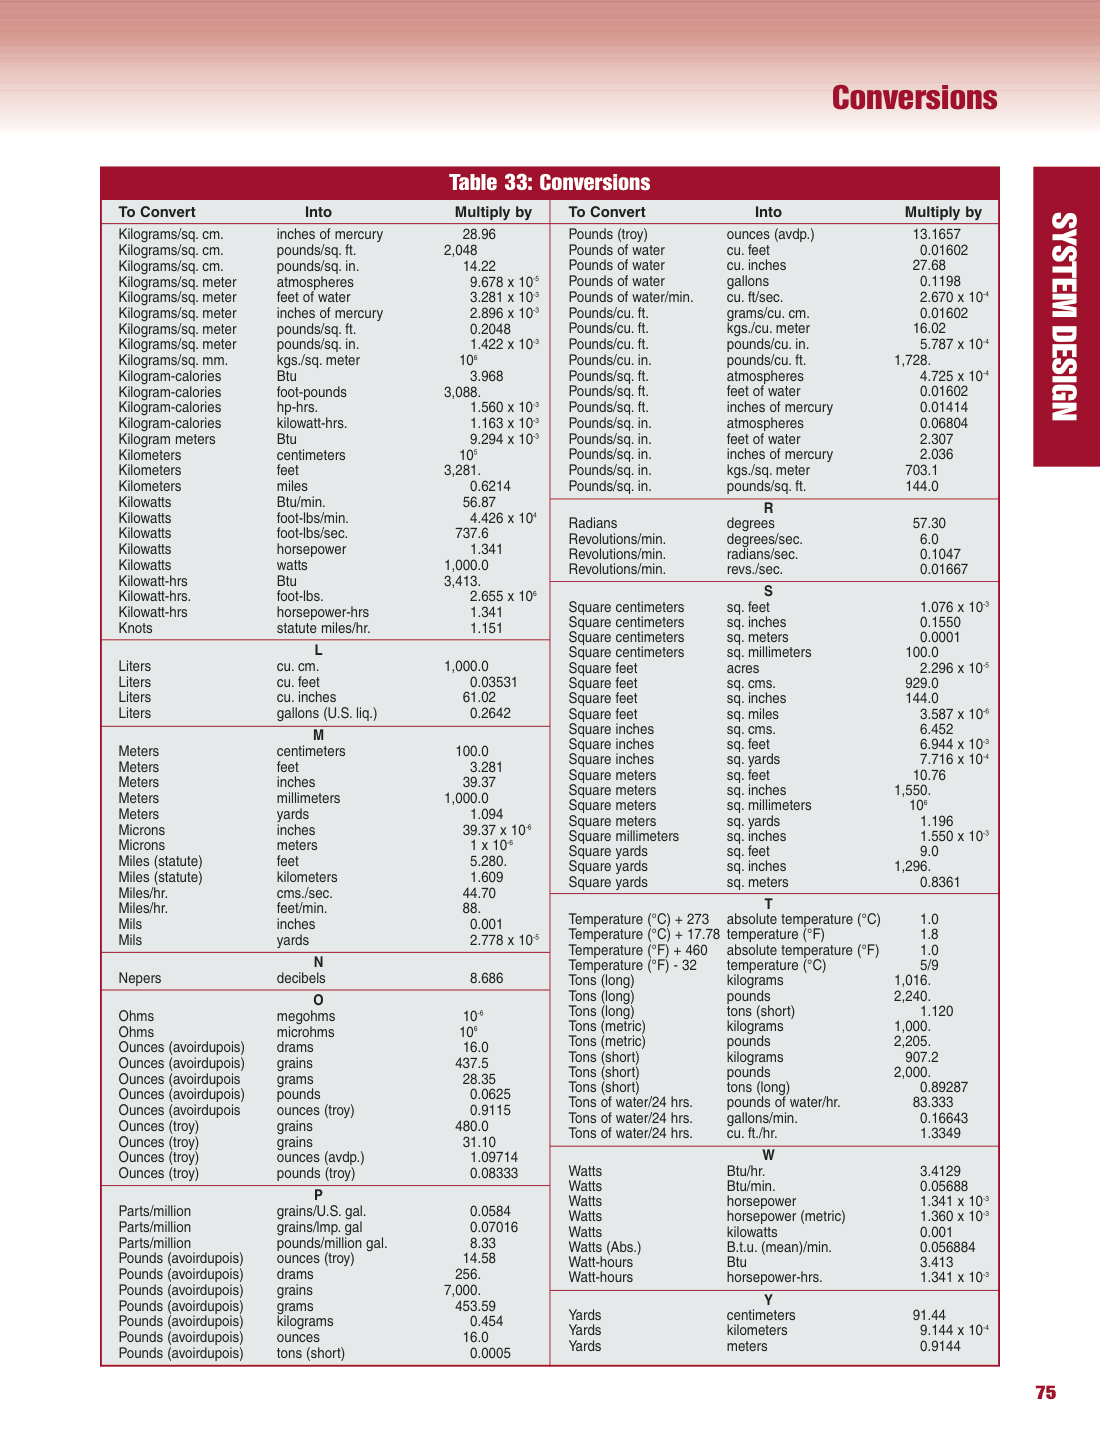 Conversions
SYSTEM DESIGN
Table 33: Conversions
To Convert Into Multiply by
Kilograms/sq. cm. inches of mercury 28.96
Kilograms/sq. cm. pounds/sq. ft. 2,048
Kilograms/sq. cm. pounds/sq. in. 14.22
Kilograms/sq. meter atmospheres 9.678 x 10⁻⁵
Kilograms/sq. meter feet of water 3.281 x 10⁻³
Kilograms/sq. meter inches of mercury 2.896 x 10⁻³
Kilograms/sq. meter pounds/sq. ft. 0.2048
Kilograms/sq. meter pounds/sq. in. 1.422 x 10⁻³
Kilograms/sq. mm. kgs./sq. meter 10⁶
Kilogram-calories Btu 3.968
Kilogram-calories foot-pounds 3,088.
Kilogram-calories hp-hrs. 1.560 x 10⁻³
Kilogram-calories kilowatt-hrs. 1.163 x 10⁻³
Kilogram meters Btu 9.294 x 10⁻³
Kilometers centimeters 10⁵
Kilometers feet 3,281.
Kilometers miles 0.6214
Kilowatts Btu/min. 56.87
Kilowatts foot-lbs/min. 4.426 x 10⁴
Kilowatts foot-lbs/sec. 737.6
Kilowatts horsepower 1.341
Kilowatts watts 1,000.0
Kilowatt-hrs Btu 3,413.
Kilowatt-hrs. foot-lbs. 2.655 x 10⁶
Kilowatt-hrs horsepower-hrs 1.341
Knots statute miles/hr. 1.151
L
Liters cu. cm. 1,000.0
Liters cu. feet 0.03531
Liters cu. inches 61.02
Liters gallons (U.S. liq.) 0.2642
M
Meters centimeters 100.0
Meters feet 3.281
Meters inches 39.37
Meters millimeters 1,000.0
Meters yards 1.094
Microns inches 39.37 x 10⁻⁶
Microns meters 1 x 10⁻⁶
Miles (statute) feet 5.280.
Miles (statute) kilometers 1.609
Miles/hr. cms./sec. 44.70
Miles/hr. feet/min. 88.
Mils inches 0.001
Mils yards 2.778 x 10⁻⁵
N
Nepers decibels 8.686
O
Ohms megohms 10⁻⁶
Ohms microhms 10⁶
Ounces (avoirdupois) drams 16.0
Ounces (avoirdupois) grains 437.5
Ounces (avoirdupois grams 28.35
Ounces (avoirdupois) pounds 0.0625
Ounces (avoirdupois ounces (troy) 0.9115
Ounces (troy) grains 480.0
Ounces (troy) grains 31.10
Ounces (troy) ounces (avdp.) 1.09714
Ounces (troy) pounds (troy) 0.08333
P
Parts/million grains/U.S. gal. 0.0584
Parts/million grains/Imp. gal 0.07016
Parts/million pounds/million gal. 8.33
Pounds (avoirdupois) ounces (troy) 14.58
Pounds (avoirdupois) drams 256.
Pounds (avoirdupois) grains 7,000.
Pounds (avoirdupois) grams 453.59
Pounds (avoirdupois) kilograms 0.454
Pounds (avoirdupois) ounces 16.0
Pounds (avoirdupois) tons (short) 0.0005
To Convert Into Multiply by
Pounds (troy) ounces (avdp.) 13.1657
Pounds of water cu. feet 0.01602
Pounds of water cu. inches 27.68
Pounds of water gallons 0.1198
Pounds of water/min. cu. ft/sec. 2.670 x 10⁻⁴
Pounds/cu. ft. grams/cu. cm. 0.01602
Pounds/cu. ft. kgs./cu. meter 16.02
Pounds/cu. ft. pounds/cu. in. 5.787 x 10⁻⁴
Pounds/cu. in. pounds/cu. ft. 1,728.
Pounds/sq. ft. atmospheres 4.725 x 10⁻⁴
Pounds/sq. ft. feet of water 0.01602
Pounds/sq. ft. inches of mercury 0.01414
Pounds/sq. in. atmospheres 0.06804
Pounds/sq. in. feet of water 2.307
Pounds/sq. in. inches of mercury 2.036
Pounds/sq. in. kgs./sq. meter 703.1
Pounds/sq. in. pounds/sq. ft. 144.0
R
Radians degrees 57.30
Revolutions/min. degrees/sec. 6.0
Revolutions/min. radians/sec. 0.1047
Revolutions/min. revs./sec. 0.01667
S
Square centimeters sq. feet 1.076 x 10⁻³
Square centimeters sq. inches 0.1550
Square centimeters sq. meters 0.0001
Square centimeters sq. millimeters 100.0
Square feet acres 2.296 x 10⁻⁵
Square feet sq. cms. 929.0
Square feet sq. inches 144.0
Square feet sq. miles 3.587 x 10⁻⁶
Square inches sq. cms. 6.452
Square inches sq. feet 6.944 x 10⁻³
Square inches sq. yards 7.716 x 10⁻⁴
Square meters sq. feet 10.76
Square meters sq. inches 1,550.
Square meters sq. millimeters 10⁶
Square meters sq. yards 1.196
Square millimeters sq. inches 1.550 x 10⁻³
Square yards sq. feet 9.0
Square yards sq. inches 1,296.
Square yards sq. meters 0.8361
T
Temperature (°C) + 273 absolute temperature (°C) 1.0
Temperature (°C) + 17.78 temperature (°F) 1.8
Temperature (°F) + 460 absolute temperature (°F) 1.0
Temperature (°F) - 32 temperature (°C) 5/9
Tons (long) kilograms 1,016.
Tons (long) pounds 2,240.
Tons (long) tons (short) 1.120
Tons (metric) kilograms 1,000.
Tons (metric) pounds 2,205.
Tons (short) kilograms 907.2
Tons (short) pounds 2,000.
Tons (short) tons (long) 0.89287
Tons of water/24 hrs. pounds of water/hr. 83.333
Tons of water/24 hrs. gallons/min. 0.16643
Tons of water/24 hrs. cu. ft./hr. 1.3349
W
Watts Btu/hr. 3.4129
Watts Btu/min. 0.05688
Watts horsepower 1.341 x 10⁻³
Watts horsepower (metric) 1.360 x 10⁻³
Watts kilowatts 0.001
Watts (Abs.) B.t.u. (mean)/min. 0.056884
Watt-hours Btu 3.413
Watt-hours horsepower-hrs. 1.341 x 10⁻³
Y
Yards centimeters 91.44
Yards kilometers 9.144 x 10⁻⁴
Yards meters 0.9144
75